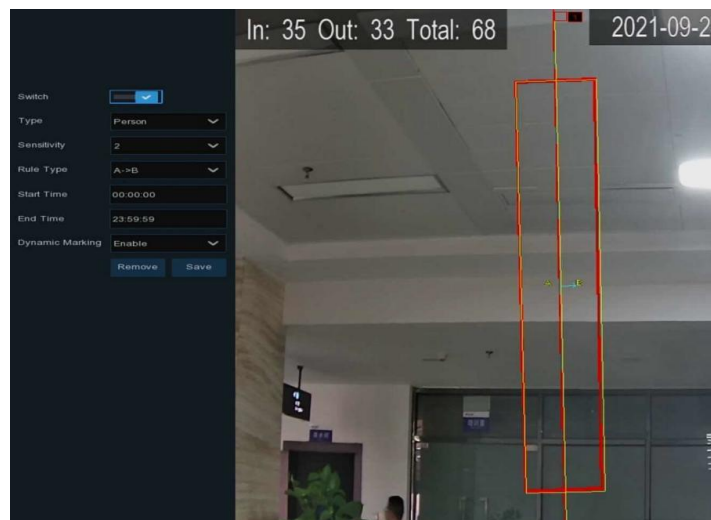 In: 35 Out: 33 Total: 68
2021-09-2
Switch
Type
Person
Sensitivity
2
Rule Type
A->B
Start Time
00:00:00
End Time
23:59:59
Dynamic Marking
Enable
Remove
Save
A
B